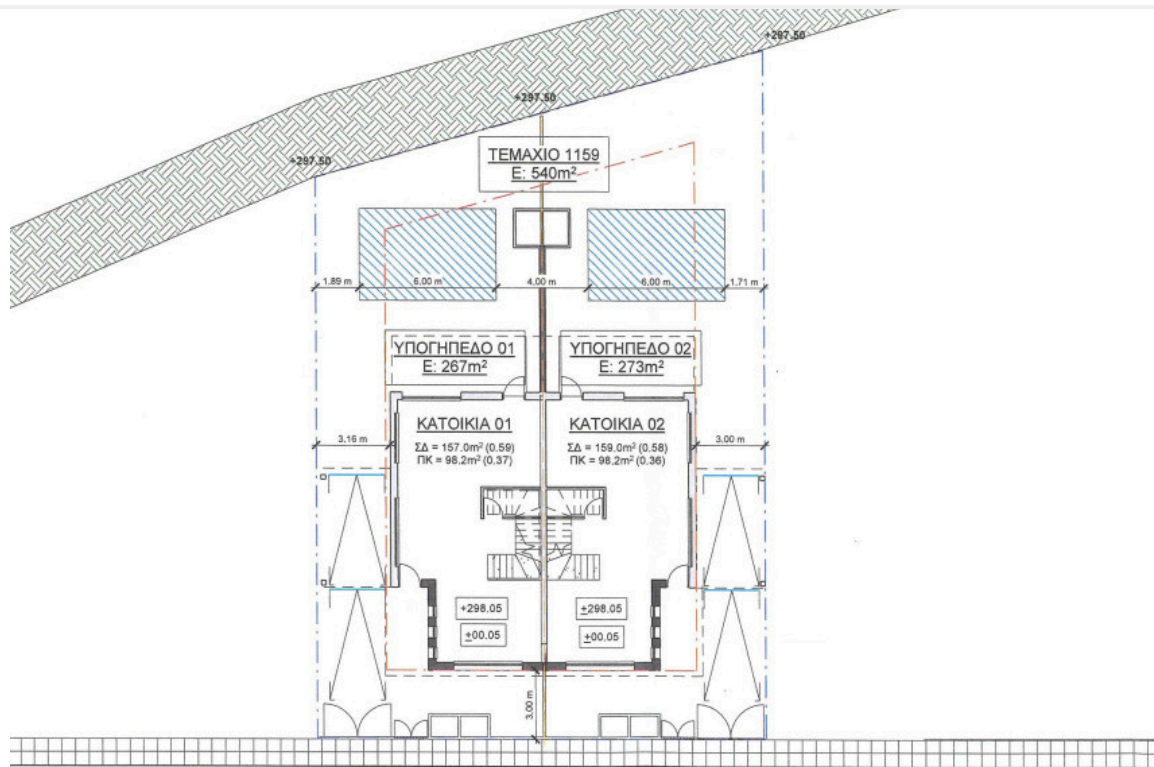 +297.50
+297.50
+297.50
ΤΕΜΑΧΙΟ 1159
Ε: 540m²
1.89 m
6.00 m
4.00 m
6.00 m
1.71 m
ΥΠΟΓΗΠΕΔΟ 01
Ε: 267m²
ΥΠΟΓΗΠΕΔΟ 02
Ε: 273m²
ΚΑΤΟΙΚΙΑ 01
ΣΔ = 157.0m² (0.59)
ΠΚ = 98.2m² (0.37)
ΚΑΤΟΙΚΙΑ 02
ΣΔ = 159.0m² (0.58)
ΠΚ = 98.2m² (0.36)
3.16 m
3.00 m
+298.05
±00.05
±298.05
±00.05
3.00 m